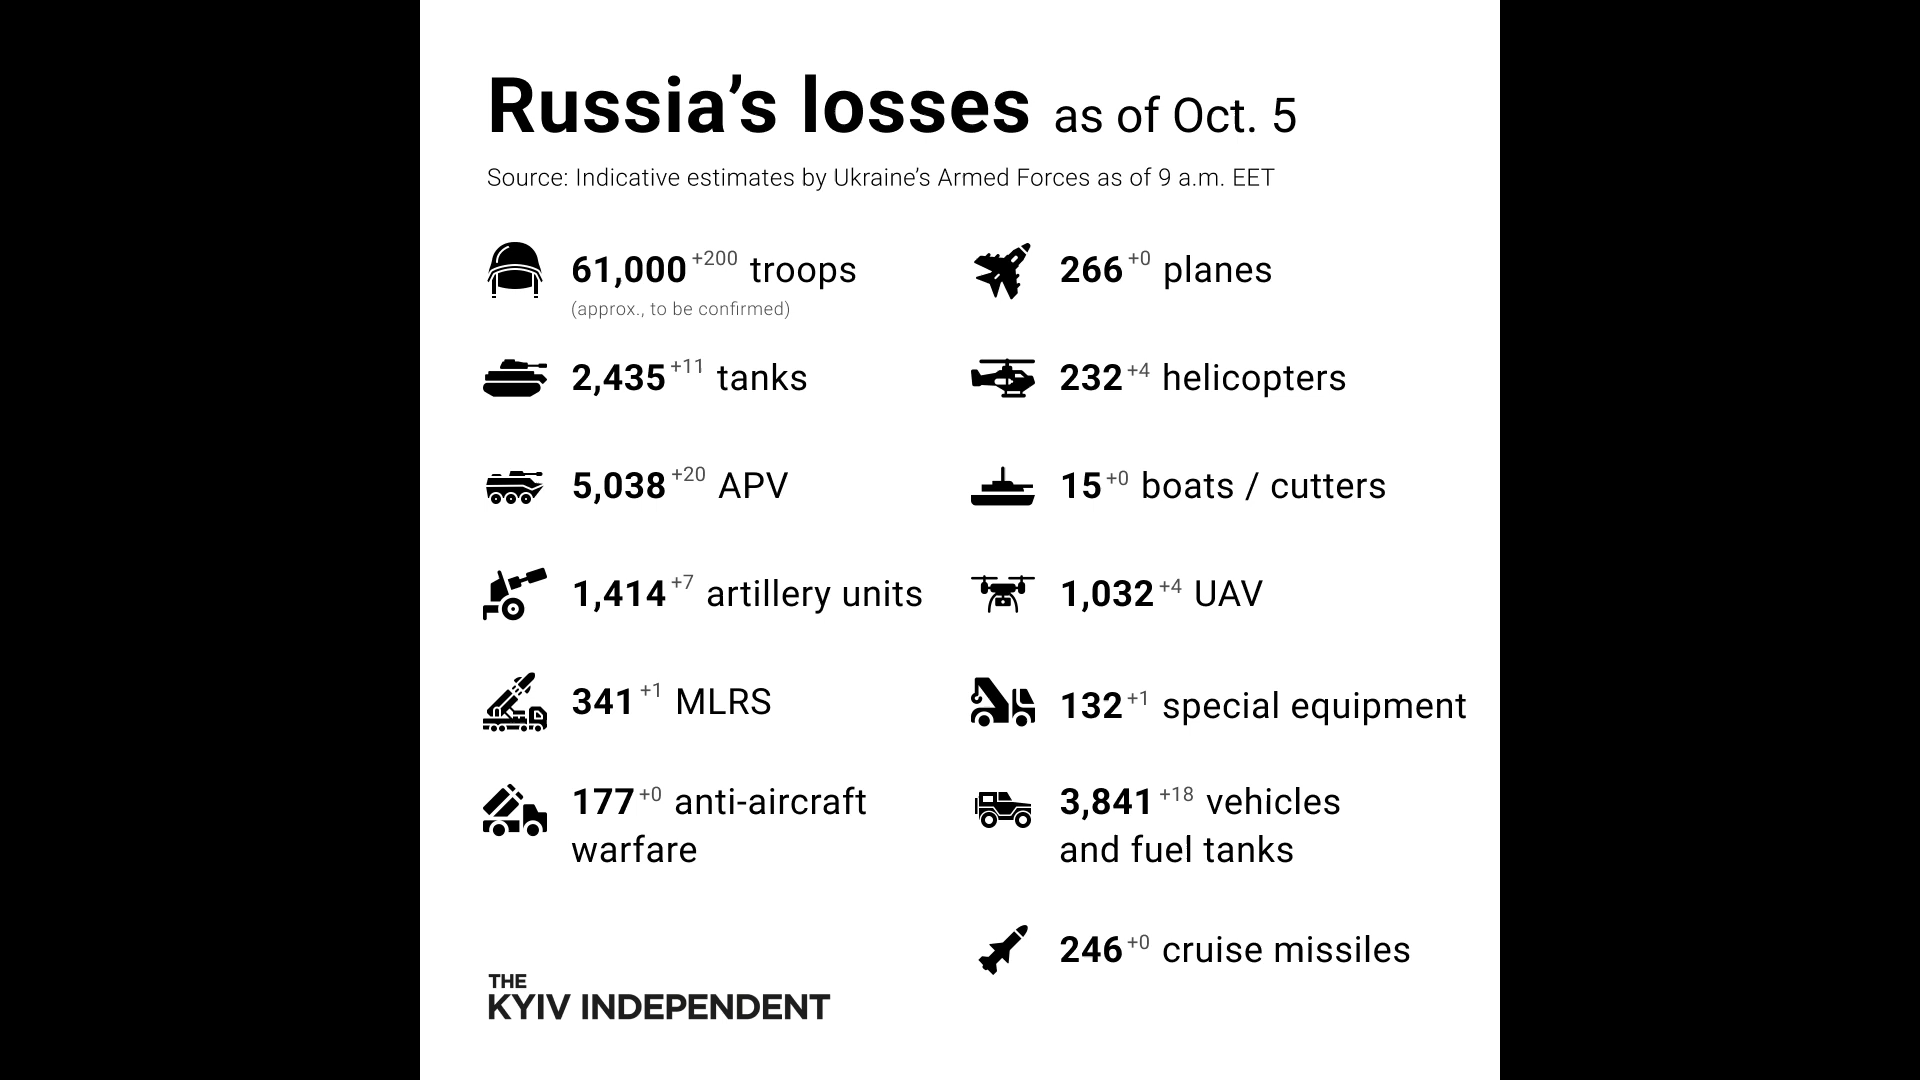 Russia’s losses as of Oct. 5
Source: Indicative estimates by Ukraine’s Armed Forces as of 9 a.m. EET
61,000 +200 troops
(approx., to be confirmed)
2,435 +11 tanks
5,038 +20 APV
1,414 +7 artillery units
341 +1 MLRS
177 +0 anti-aircraft
warfare
266 +0 planes
232 +4 helicopters
15 +0 boats / cutters
1,032 +4 UAV
132 +1 special equipment
3,841 +18 vehicles
and fuel tanks
246 +0 cruise missiles
THE
KYIV INDEPENDENT